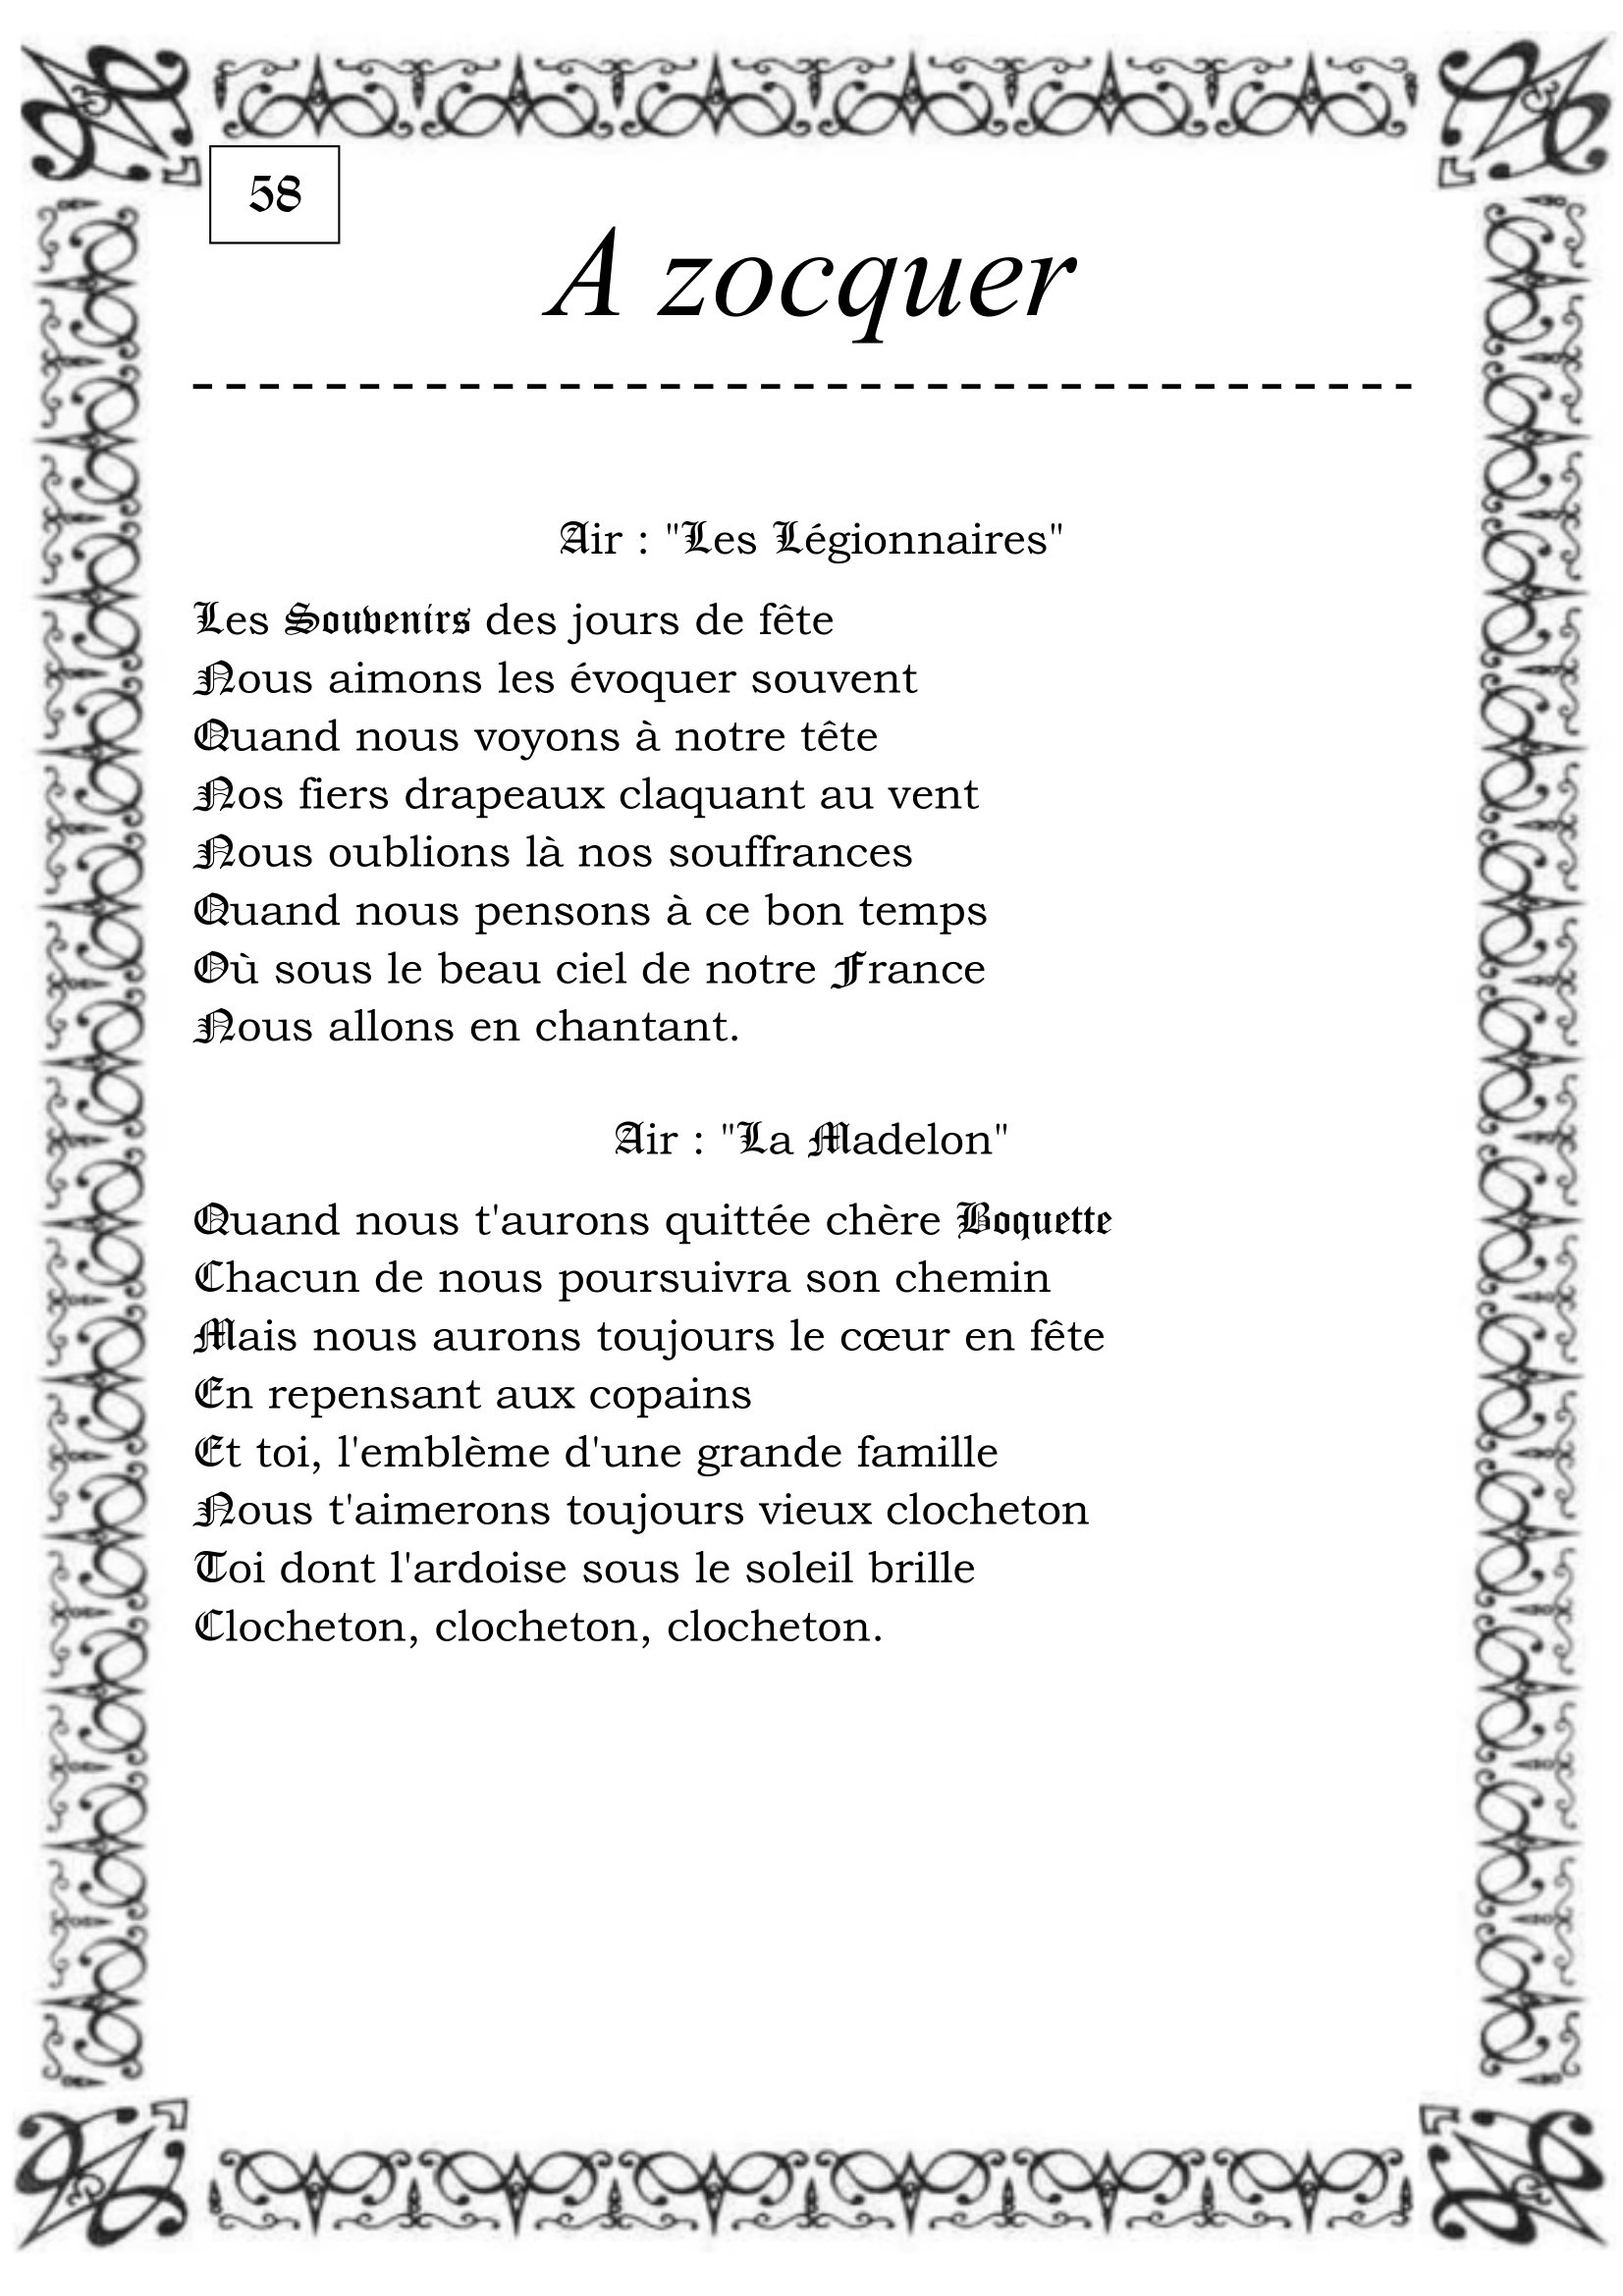 58
A zocquer
Air : "Les Légionnaires"
Les Souvenirs des jours de fête
Nous aimons les évoquer souvent
Quand nous voyons à notre tête
Nos fiers drapeaux claquant au vent
Nous oublions là nos souffrances
Quand nous pensons à ce bon temps
Où sous le beau ciel de notre France
Nous allons en chantant.
Air : "La Madelon"
Quand nous t'aurons quittée chère Boquette
Chacun de nous poursuivra son chemin
Mais nous aurons toujours le cœur en fête
En repensant aux copains
Et toi, l'emblème d'une grande famille
Nous t'aimerons toujours vieux clocheton
Toi dont l'ardoise sous le soleil brille
Clocheton, clocheton, clocheton.